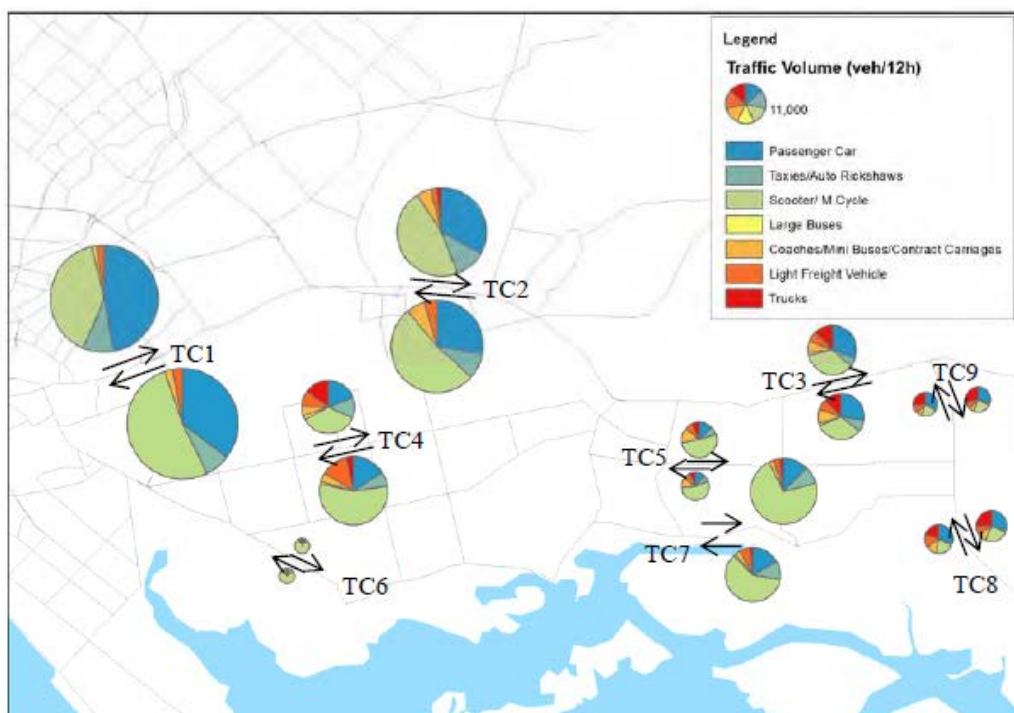 Legend
Traffic Volume (veh/12h)
11,000
Passenger Car
Taxies/Auto Rickshaws
Scooter/ M Cycle
Large Buses
Coaches/Mini Buses/Contract Carriages
Light Freight Vehicle
Trucks
TC2
TC1
TC3
TC9
TC4
TC5
TC7
TC6
TC8